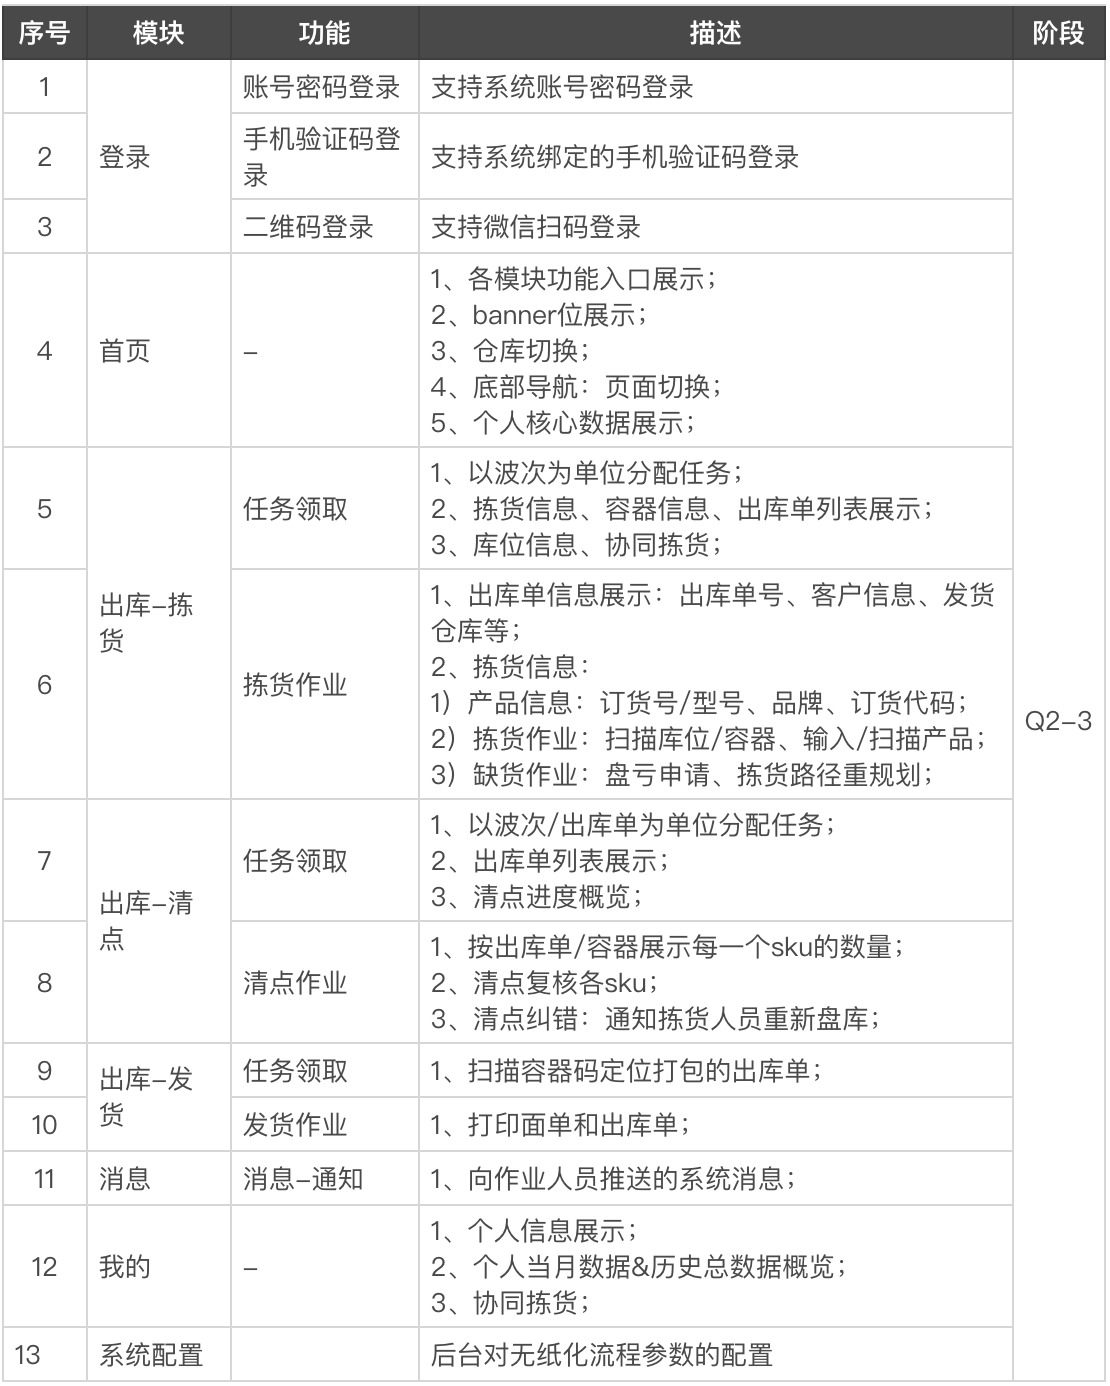 序号 模块 功能 描述 阶段
1 登录 账号密码登录 支持系统账号密码登录 Q2-3
2 手机验证码登
录 支持系统绑定的手机验证码登录
3 二维码登录 支持微信扫码登录
4 首页 - 1、各模块功能入口展示；
2、banner位展示；
3、仓库切换；
4、底部导航：页面切换；
5、个人核心数据展示；
5 出库-拣
货 任务领取 1、以波次为单位分配任务；
2、拣货信息、容器信息、出库单列表展示；
3、库位信息、协同拣货；
6 拣货作业 1、出库单信息展示：出库单号、客户信息、发货
仓库等；
2、拣货信息：
1）产品信息：订货号/型号、品牌、订货代码；
2）拣货作业：扫描库位/容器、输入/扫描产品；
3）缺货作业：盘亏申请、拣货路径重规划；
7 出库-清
点 任务领取 1、以波次/出库单为单位分配任务；
2、出库单列表展示；
3、清点进度概览；
8 清点作业 1、按出库单/容器展示每一个sku的数量；
2、清点复核各sku；
3、清点纠错：通知拣货人员重新盘库；
9 出库-发
货 任务领取 1、扫描容器码定位打包的出库单；
10 发货作业 1、打印面单和出库单；
11 消息 消息-通知 1、向作业人员推送的系统消息；
12 我的 - 1、个人信息展示；
2、个人当月数据&历史总数据概览；
3、协同拣货；
13 系统配置 后台对无纸化流程参数的配置